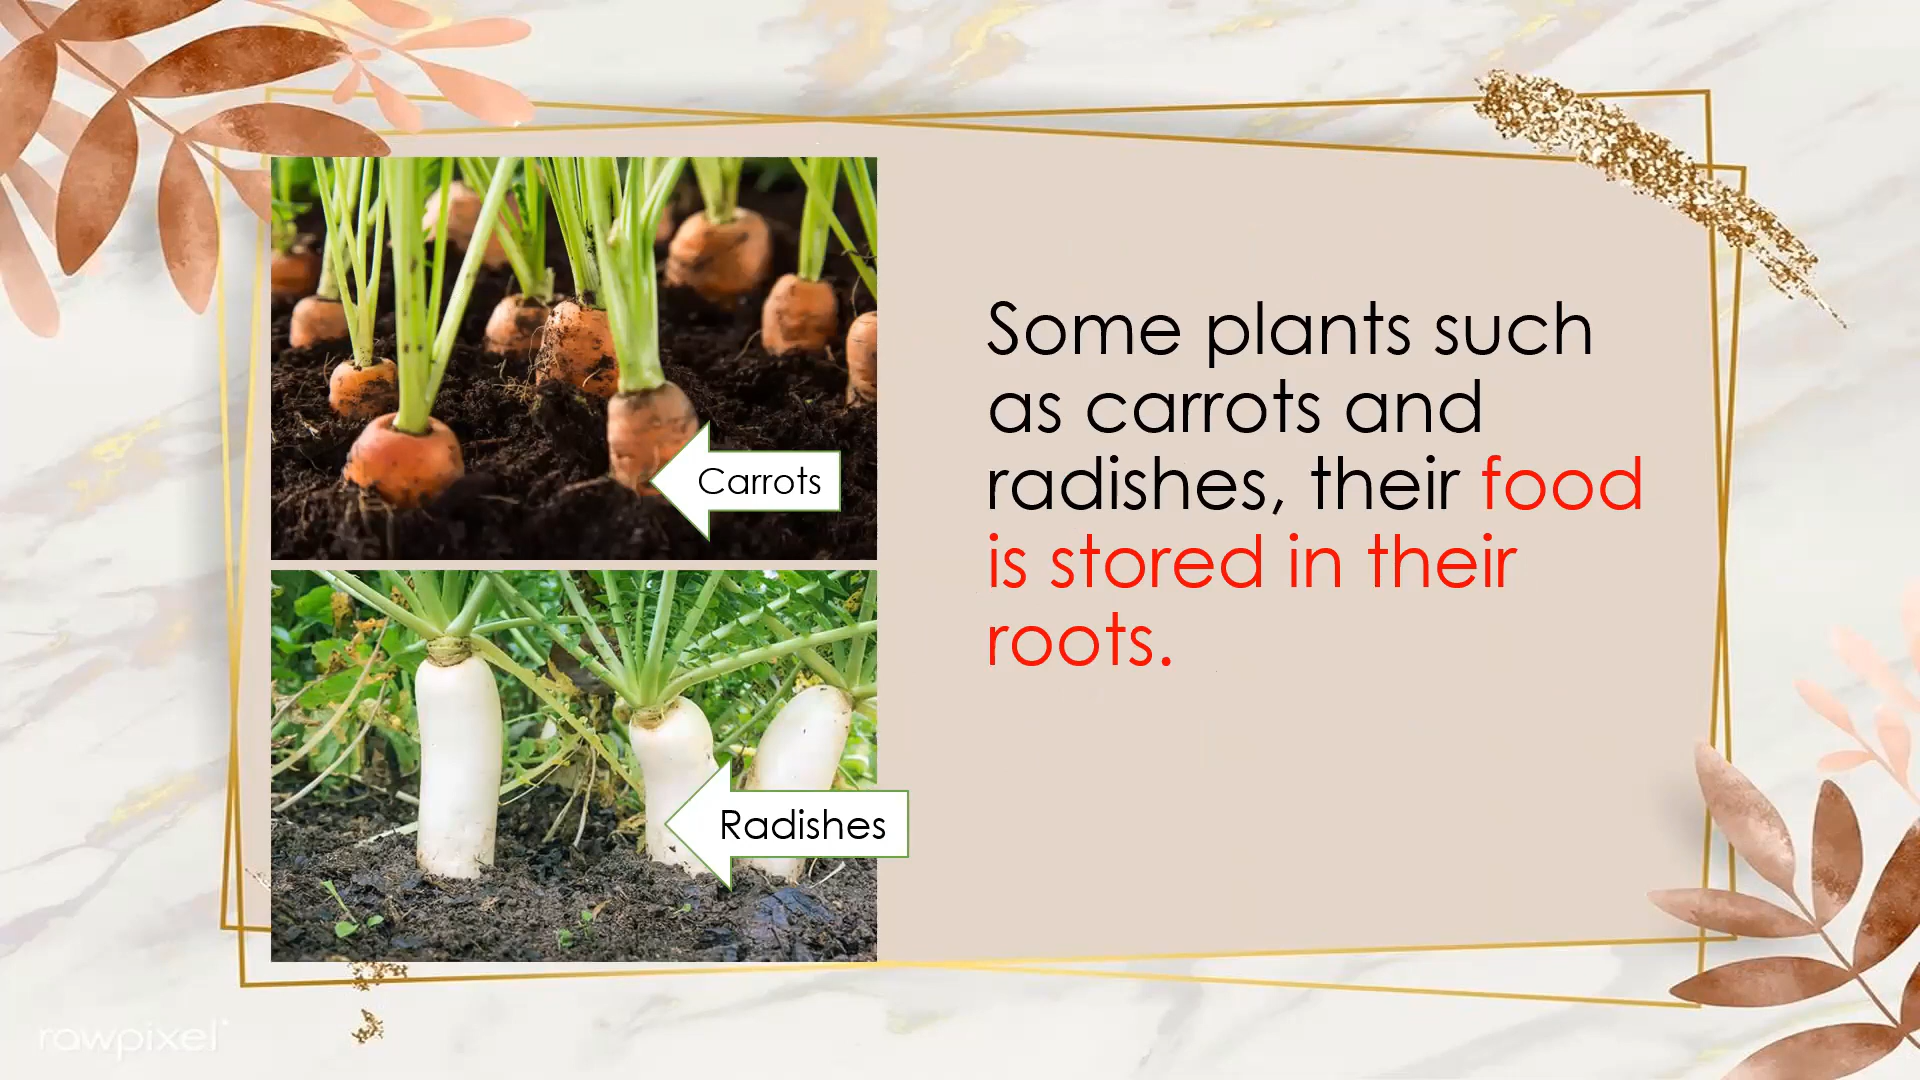 Some plants such
as carrots and
radishes, their food
is stored in their
roots.
Carrots
Radishes
rawpixel